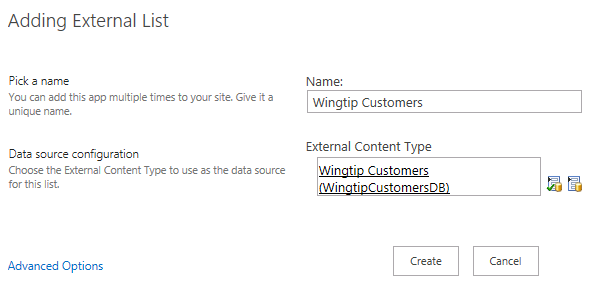 Adding External List
Pick a name
You can add this app multiple times to your site. Give it a
unique name.
Name:
Wingtip Customers
Data source configuration
Choose the External Content Type to use as the data source
for this list.
External Content Type
Wingtip Customers
(WingtipCustomersDB)
Advanced Options
Create
Cancel